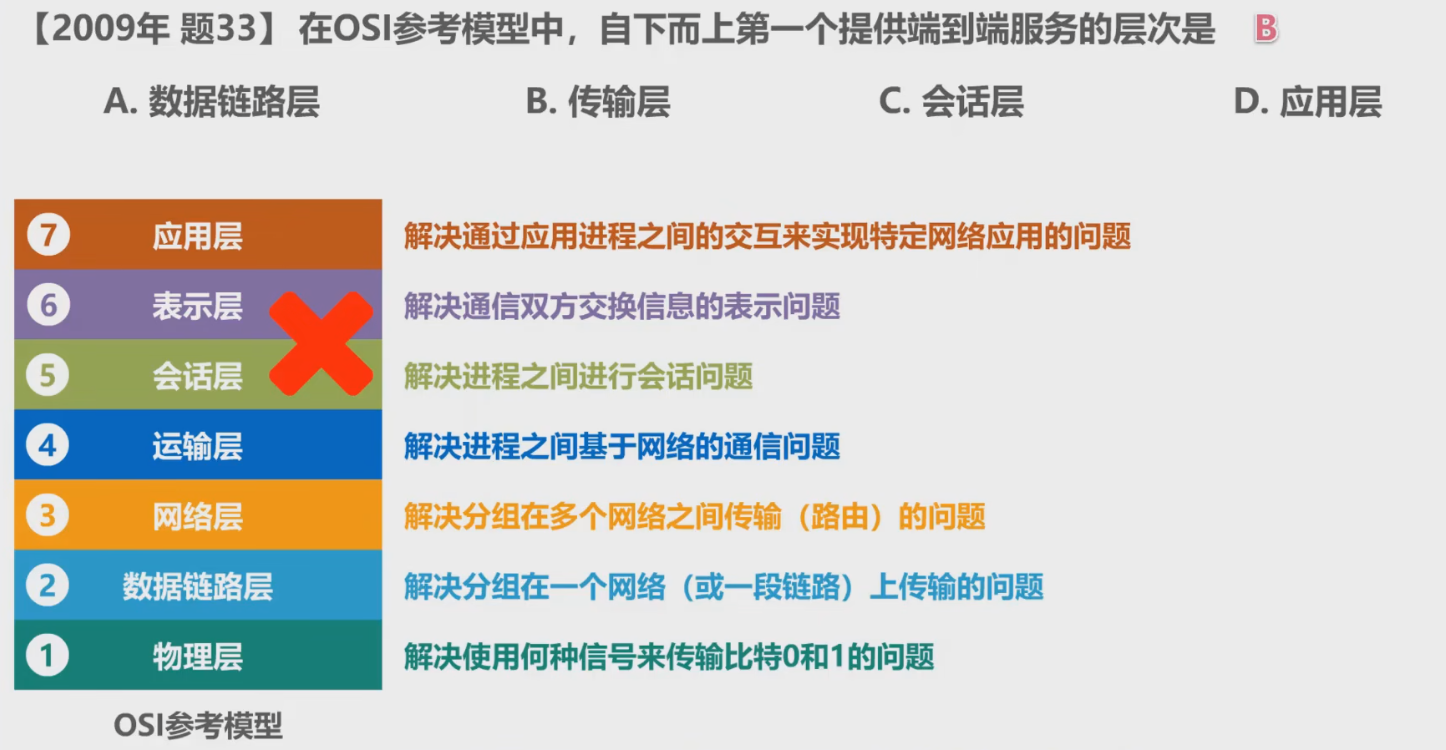 【2009年 题33】在OSI参考模型中，自下而上第一个提供端到端服务的层次是 B
A. 数据链路层 B. 传输层 C. 会话层 D. 应用层
7 应用层 解决通过应用进程之间的交互来实现特定网络应用的问题
6 表示层 解决通信双方交换信息的表示问题
5 会话层 解决进程之间进行会话问题
4 运输层 解决进程之间基于网络的通信问题
3 网络层 解决分组在多个网络之间传输（路由）的问题
2 数据链路层 解决分组在一个网络（或一段链路）上传输的问题
1 物理层 解决使用何种信号来传输比特0和1的问题
OSI参考模型